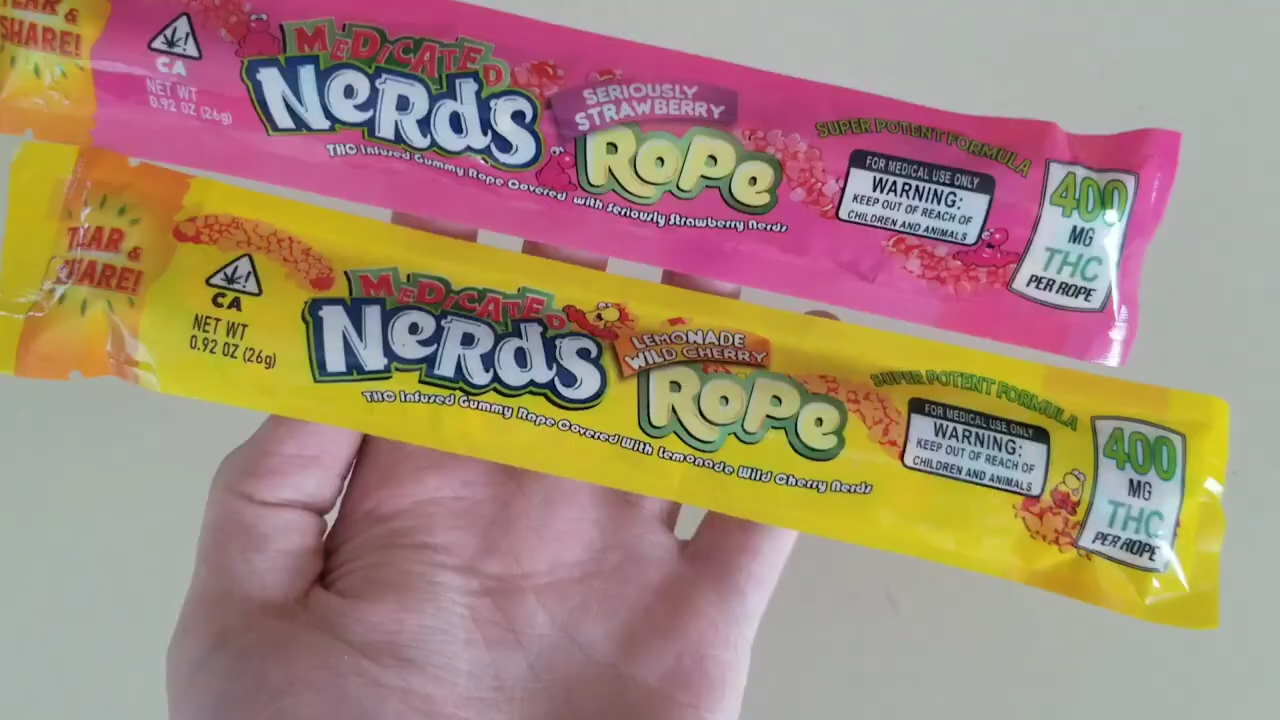 TEAR &
SHARE!
CA
NET WT
0.92 OZ (26g)
MEDICATED
NeRds
SERIOUSLY
STRAWBERRY
RoPe
THC Infused Gummy Rope Covered with Seriously Strawberry Nerds
SUPER POTENT FORMULA
FOR MEDICAL USE ONLY
WARNING:
KEEP OUT OF REACH OF
CHILDREN AND ANIMALS
400
MG
THC
PER ROPE
TEAR &
SHARE!
CA
NET WT
0.92 OZ (26g)
MEDICATED
NeRds
LEMONADE
WILD CHERRY
RoPe
THC Infused Gummy Rope Covered With Lemonade Wild Cherry Nerds
SUPER POTENT FORMULA
FOR MEDICAL USE ONLY
WARNING:
KEEP OUT OF REACH OF
CHILDREN AND ANIMALS
400
MG
THC
PER ROPE